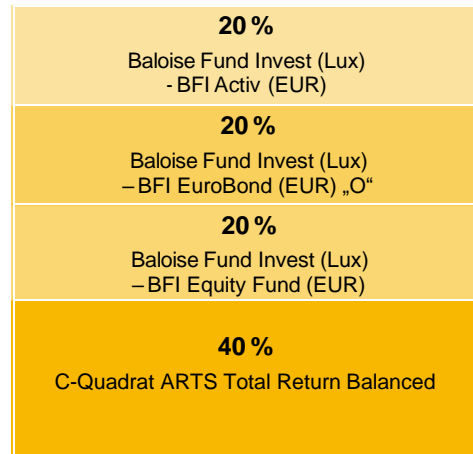 20 %
Baloise Fund Invest (Lux)
- BFI Activ (EUR)
20 %
Baloise Fund Invest (Lux)
– BFI EuroBond (EUR) „O“
20 %
Baloise Fund Invest (Lux)
– BFI Equity Fund (EUR)
40 %
C-Quadrat ARTS Total Return Balanced